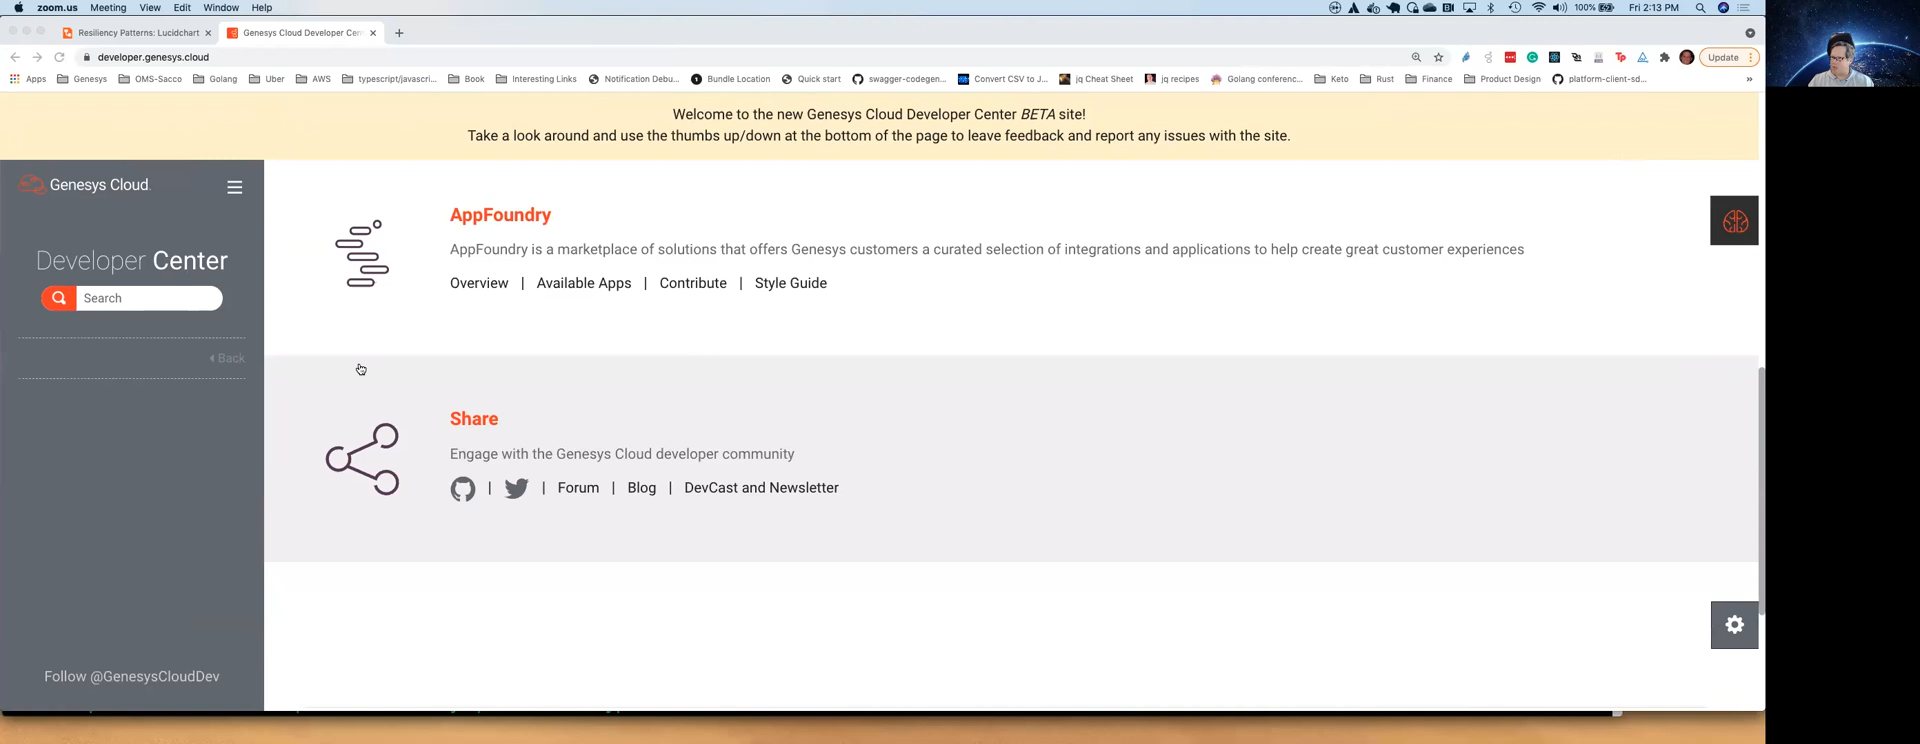 zoom.us Meeting View Edit Window Help
100% Fri 2:13 PM
Resiliency Patterns: Lucidchart Genesys Cloud Developer Cen
developer.genesys.cloud
Update
Apps Genesys OMS-Sacco Golang Uber AWS typescript/javascri... Book Interesting Links Notification Debu... Bundle Location Quick start swagger-codegen... Convert CSV to J... jq Cheat Sheet jq recipes Golang conferenc... Keto Rust Finance Product Design platform-client-sd... »
Welcome to the new Genesys Cloud Developer Center BETA site!
Take a look around and use the thumbs up/down at the bottom of the page to leave feedback and report any issues with the site.
Genesys Cloud
Developer Center
Search
Back
Follow @GenesysCloudDev
AppFoundry
AppFoundry is a marketplace of solutions that offers Genesys customers a curated selection of integrations and applications to help create great customer experiences
Overview | Available Apps | Contribute | Style Guide
Share
Engage with the Genesys Cloud developer community
| | Forum | Blog | DevCast and Newsletter